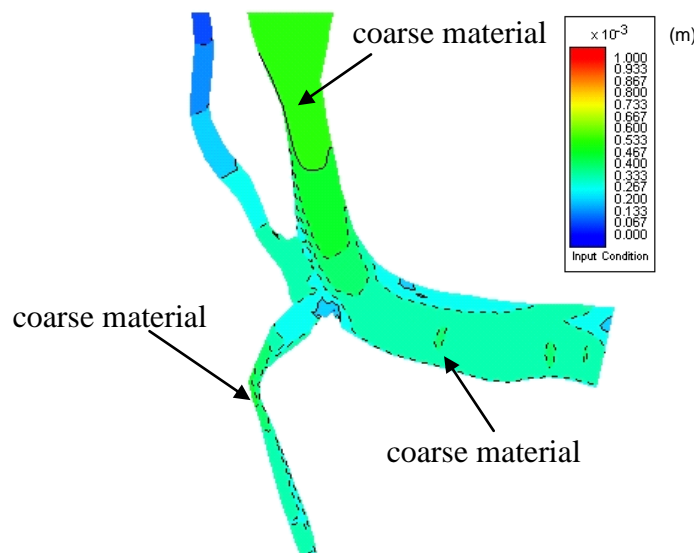 coarse material
x 10-3
(m)
1.000
0.933
0.867
0.800
0.733
0.667
0.600
0.533
0.467
0.400
0.333
0.267
0.200
0.133
0.067
0.000
Input Condition
coarse material
coarse material